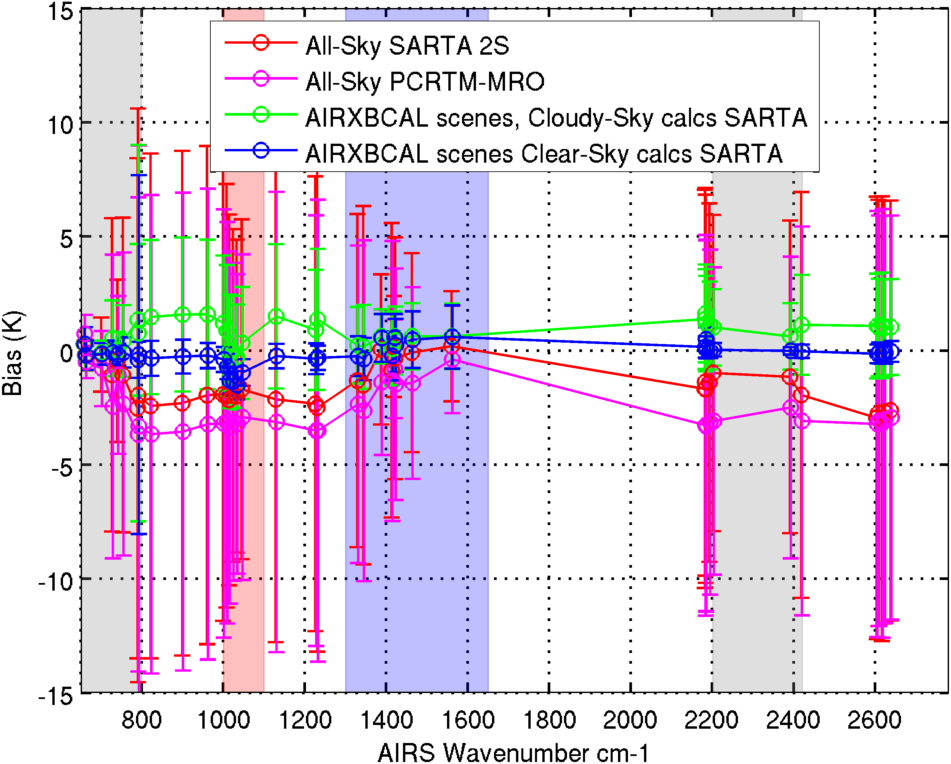 15
10
5
0
-5
-10
-15
Bias (K)
All-Sky SARTA 2S
All-Sky PCRTM-MRO
AIRXBCAL scenes, Cloudy-Sky calcs SARTA
AIRXBCAL scenes Clear-Sky calcs SARTA
800 1000 1200 1400 1600 1800 2000 2200 2400 2600
AIRS Wavenumber cm-1